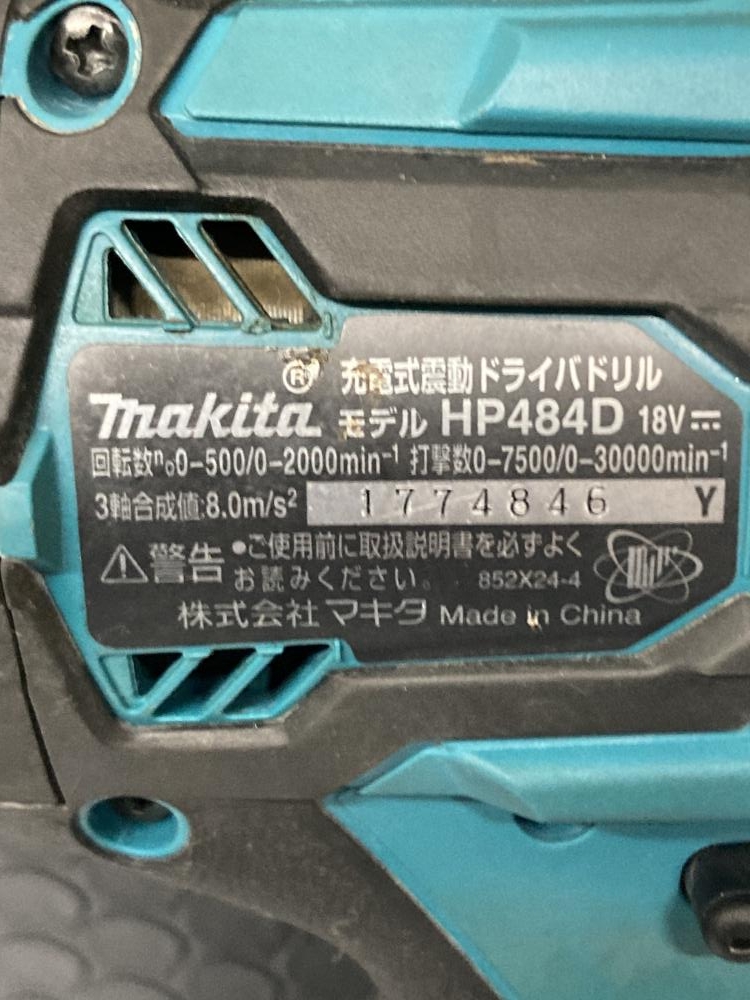 ® 充電式震動ドライバドリル
makita モデル HP484D 18V⎓
回転数n₀0-500/0-2000min⁻¹ 打撃数0-7500/0-30000min⁻¹
3軸合成値:8.0m/s² 1774846 Y
⚠警告 •ご使用前に取扱説明書を必ずよく
お読みください。 852X24-4
株式会社マキタ Made in China